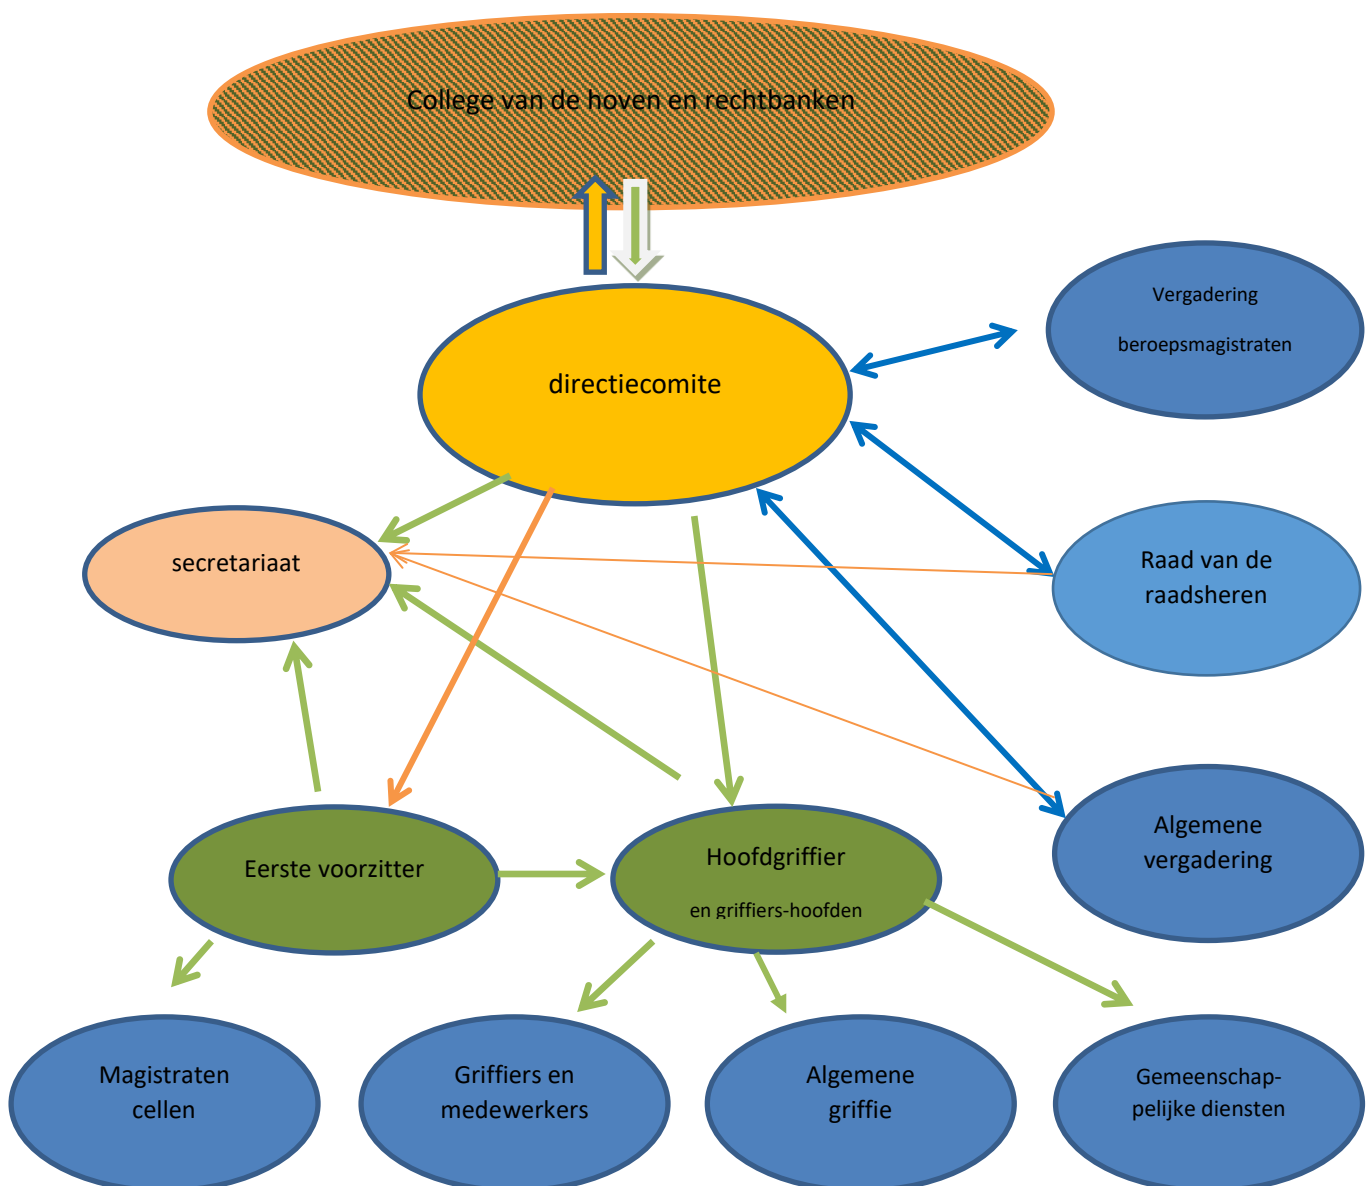 College van de hoven en rechtbanken
Vergadering
beroepsmagistraten
directiecomite
secretariaat
Raad van de
raadsheren
Algemene
vergadering
Eerste voorzitter
Hoofdgriffier
en griffiers-hoofden
Magistraten
cellen
Griffiers en
medewerkers
Algemene
griffie
Gemeenschap-
pelijke diensten